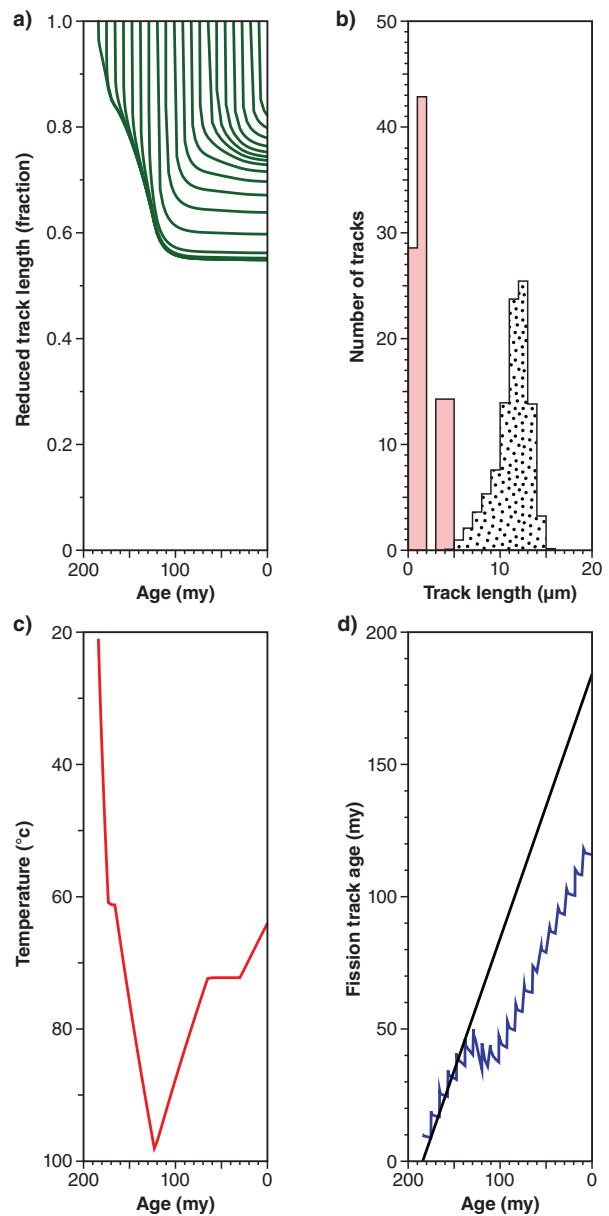 a)
1.0
0.8
0.6
0.4
0.2
0
Reduced track length (fraction)
200
100
0
Age (my)
b)
50
40
30
20
10
0
Number of tracks
0
10
20
Track length (μm)
c)
20
40
60
80
100
Temperature (°c)
200
100
0
Age (my)
d)
200
150
100
50
0
Fission track age (my)
200
100
0
Age (my)